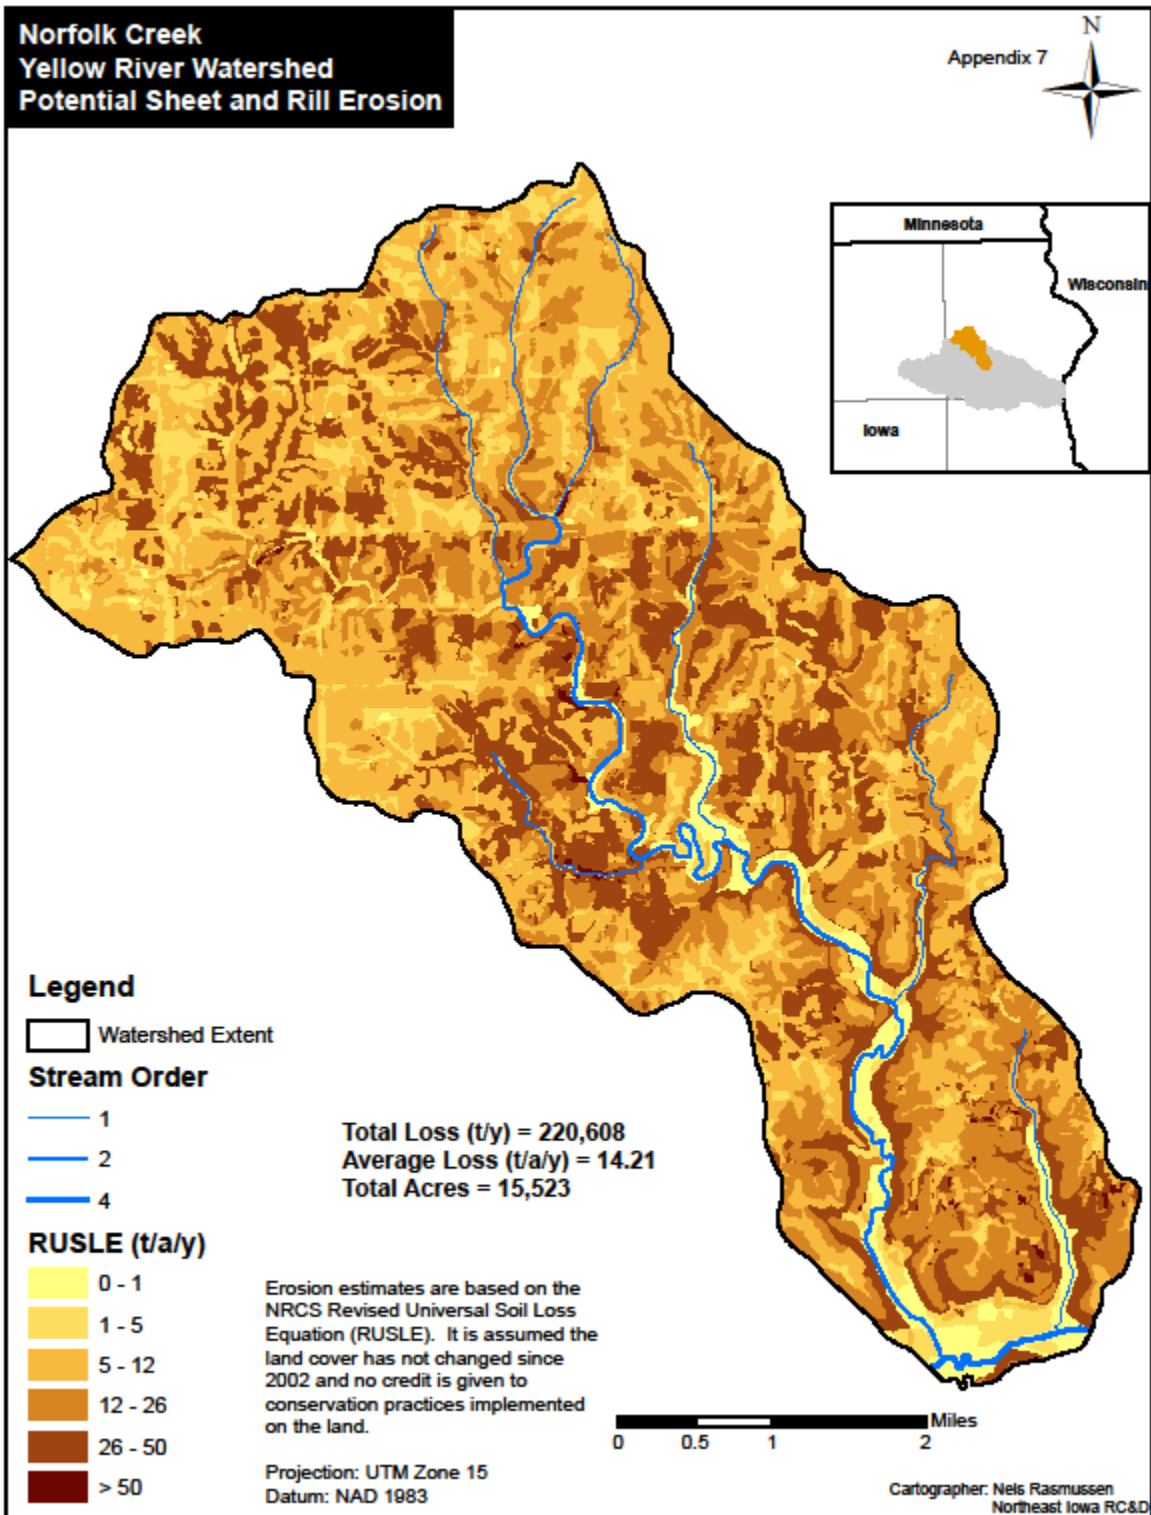 Norfolk Creek
Yellow River Watershed
Potential Sheet and Rill Erosion
Appendix 7
N
Minnesota
Wisconsin
Iowa
Legend
Watershed Extent
Stream Order
1
2
4
Total Loss (t/y) = 220,608
Average Loss (t/a/y) = 14.21
Total Acres = 15,523
RUSLE (t/a/y)
0 - 1
1 - 5
5 - 12
12 - 26
26 - 50
> 50
Erosion estimates are based on the
NRCS Revised Universal Soil Loss
Equation (RUSLE). It is assumed the
land cover has not changed since
2002 and no credit is given to
conservation practices implemented
on the land.
Projection: UTM Zone 15
Datum: NAD 1983
Miles
0 0.5 1 2
Cartographer: Nels Rasmussen
Northeast Iowa RC&D